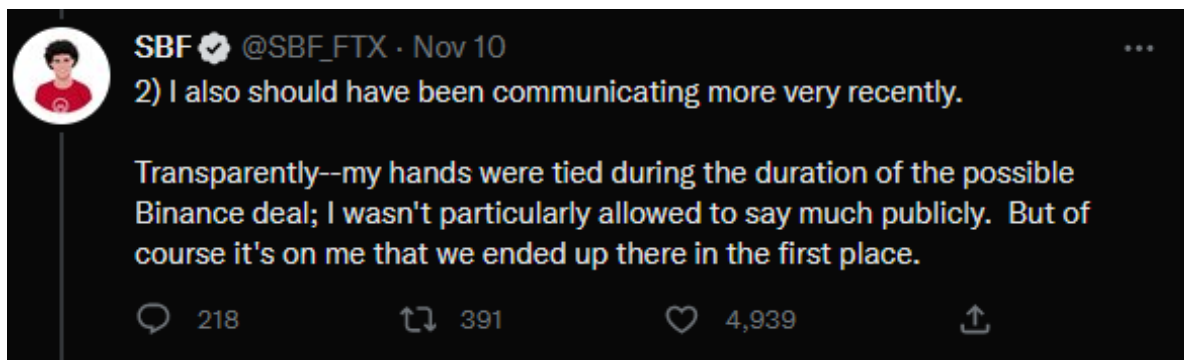 SBF @SBF_FTX · Nov 10
2) I also should have been communicating more very recently.
Transparently--my hands were tied during the duration of the possible
Binance deal; I wasn't particularly allowed to say much publicly.  But of
course it's on me that we ended up there in the first place.
218 391 4,939